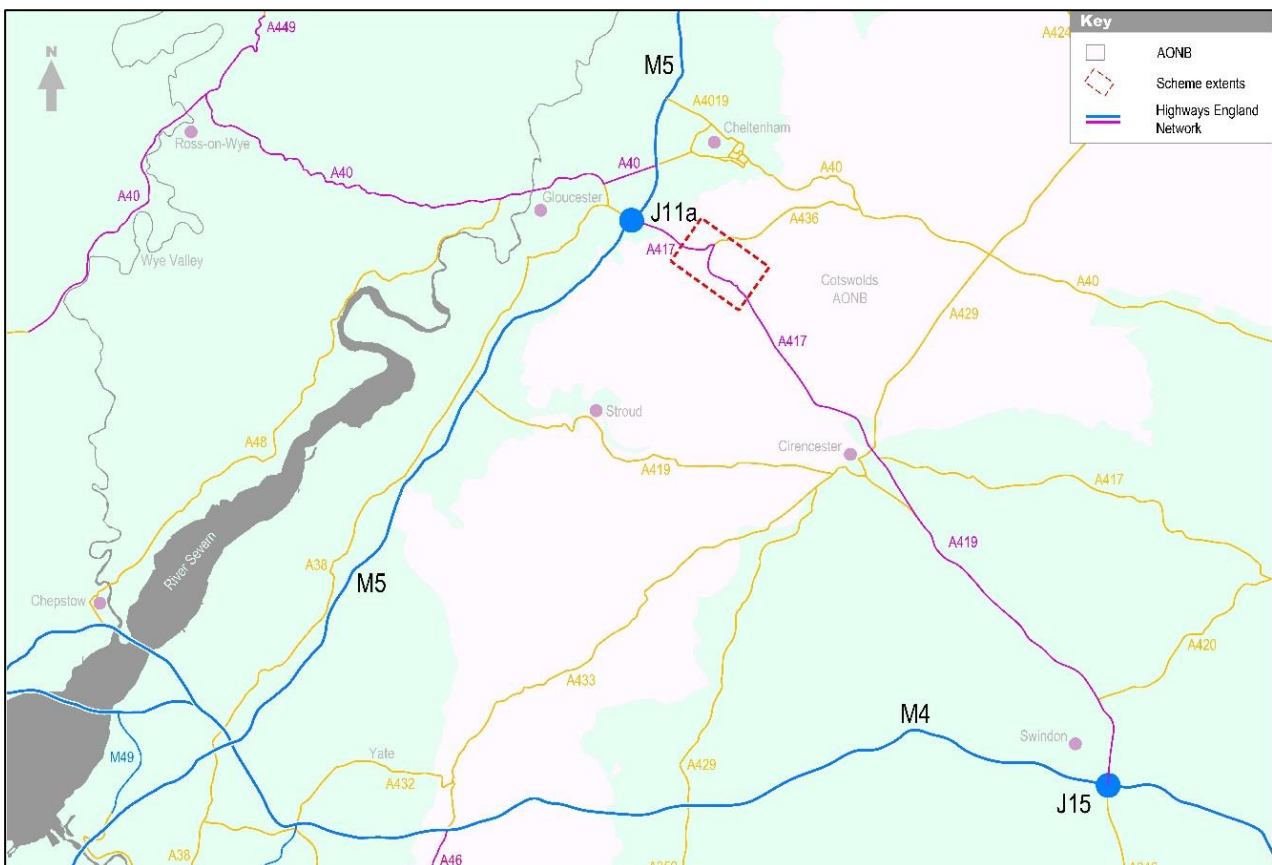 A449
A424
Key
N
M5
AONB
Scheme extents
Highways England
Network
A4019
Cheltenham
Ross-on-Wye
A40
A40
A40
A40
Gloucester
J11a
A436
A417
Wye Valley
Cotswolds
AONB
A40
A429
A417
Stroud
A48
Cirencester
A419
A417
River Severn
A419
A38
M5
Chepstow
A420
A433
M4
Swindon
M49
Yate
A432
A429
J15
A38
A46